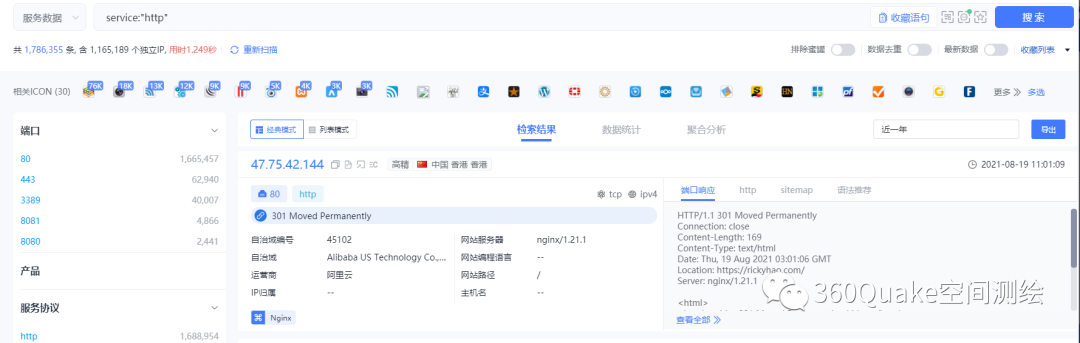 服务数据 service:"http" 收藏语句 搜索
共 1,786,355 条, 含 1,165,189 个独立IP, 用时1.249秒 重新扫描 排除蜜罐 数据去重 最新数据 收藏列表
相关ICON (30) 76K 18K 13K 12K 9K 9K 5K 4K 3K 3K 更多 多选
端口
80 1,665,457
443 62,940
3389 40,007
8081 4,866
8080 2,441
产品
服务协议
http 1,688,954
经典模式 列表模式 检索结果 数据统计 聚合分析 近一年 导出
47.75.42.144 高精 中国 香港 香港 2021-08-19 11:01:09
80 http tcp ipv4
301 Moved Permanently
自治域编号 45102 网站服务器 nginx/1.21.1
自治域 Alibaba US Technology Co.,... 网站编程语言 --
运营商 阿里云 网站路径 /
IP归属 -- 主机名 --
Nginx
端口响应 http sitemap 语法推荐
HTTP/1.1 301 Moved Permanently
Connection: close
Content-Length: 169
Content-Type: text/html
Date: Thu, 19 Aug 2021 03:01:06 GMT
Location: https://rickyhao.com/
Server: nginx/1.21.1
<html>
查看全部
360Quake空间测绘